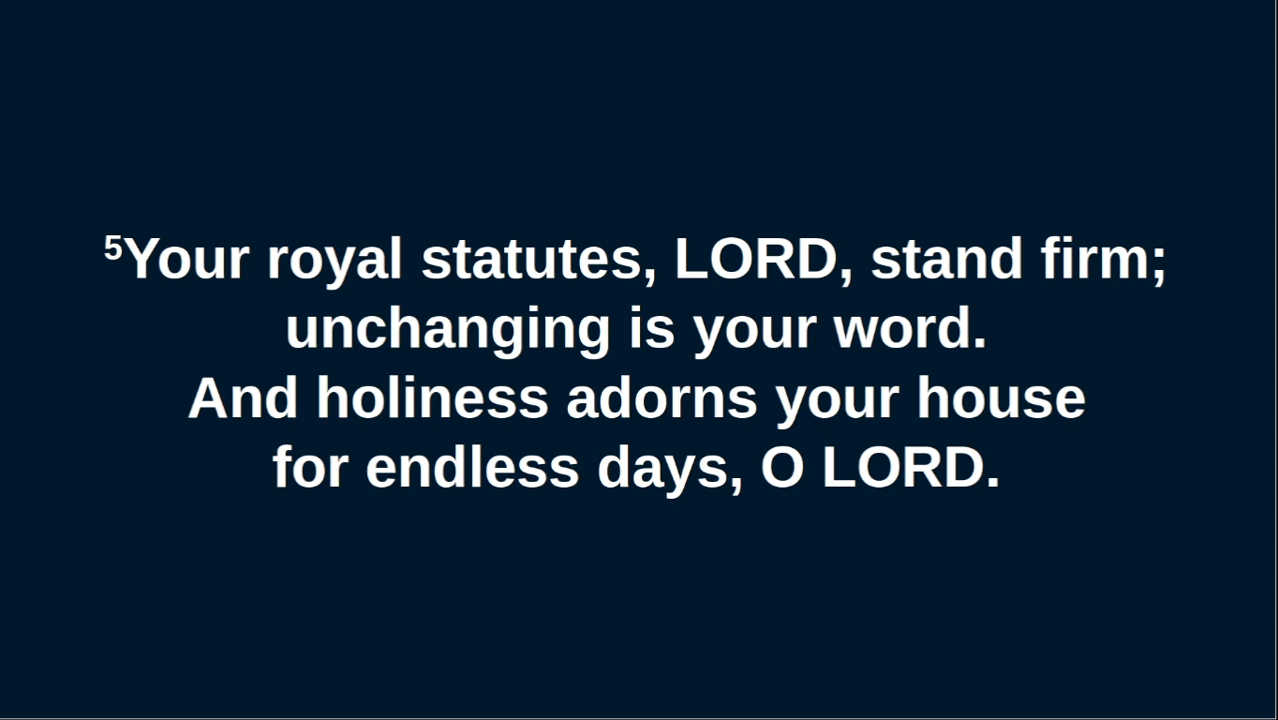 ⁵Your royal statutes, LORD, stand firm;
unchanging is your word.
And holiness adorns your house
for endless days, O LORD.